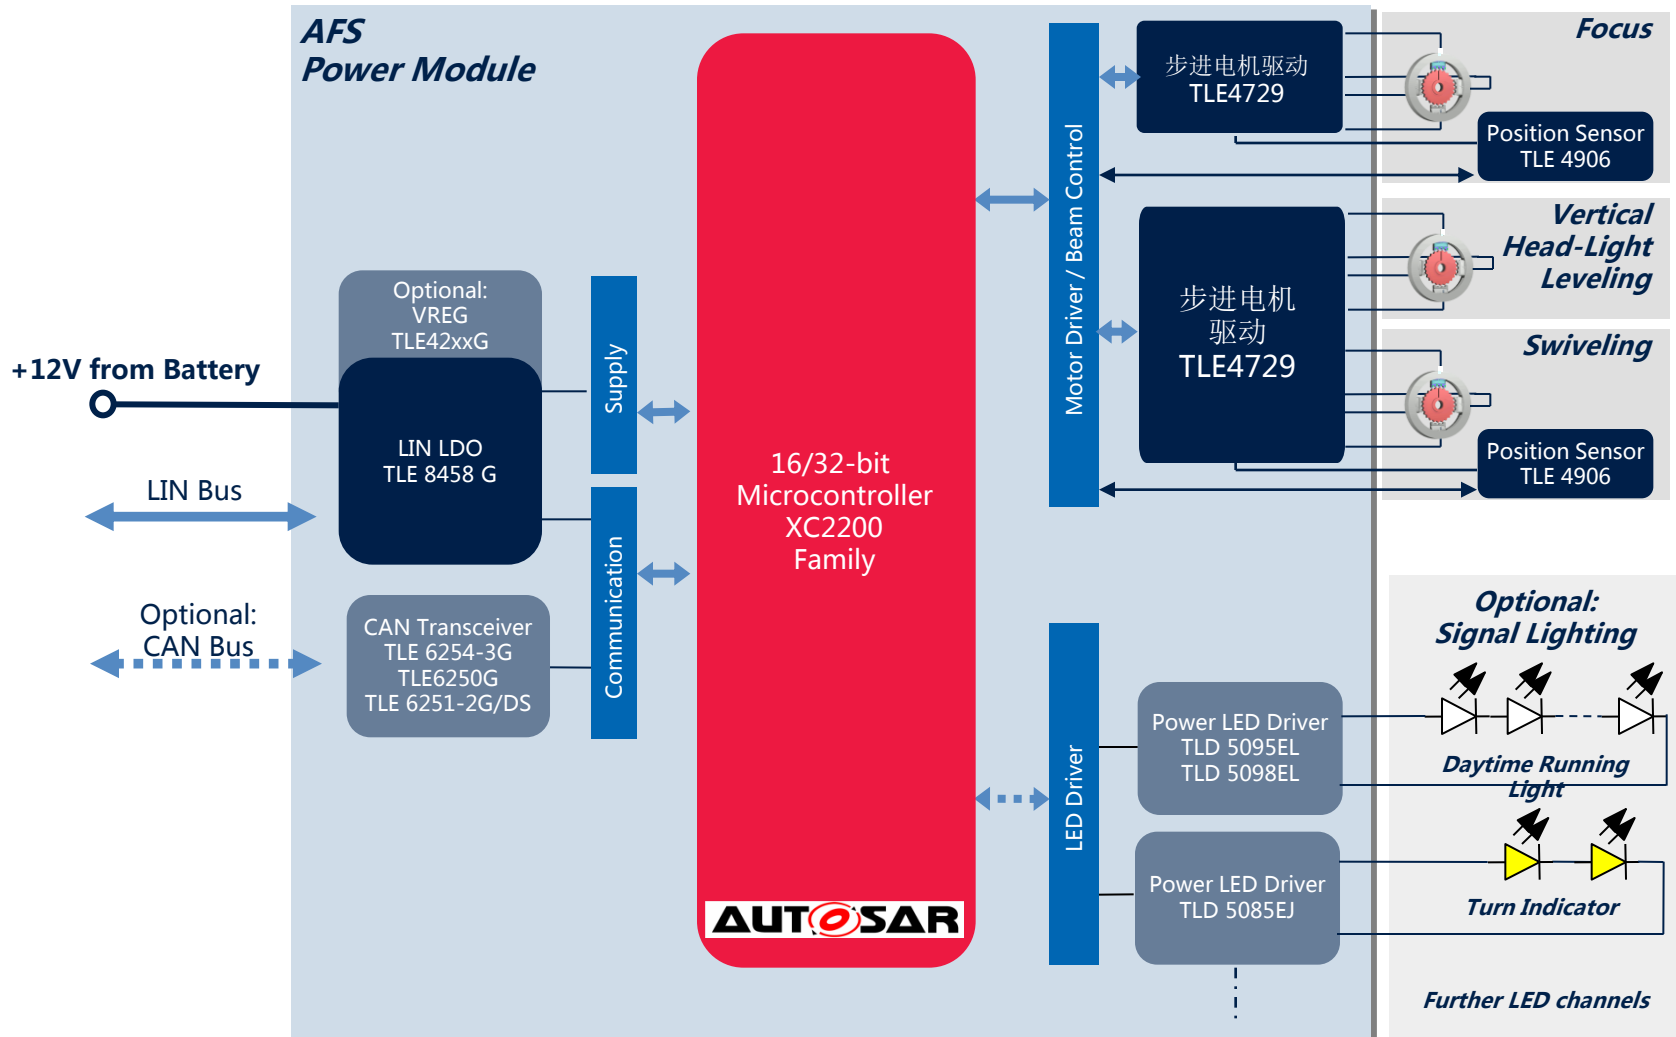 AFS
Power Module
+12V from Battery
LIN Bus
Optional:
CAN Bus
Optional:
VREG
TLE42xxG
LIN LDO
TLE 8458 G
CAN Transceiver
TLE 6254-3G
TLE6250G
TLE 6251-2G/DS
Supply
Communication
16/32-bit
Microcontroller
XC2200
Family
AUTOSAR
Motor Driver / Beam Control
LED Driver
步进电机驱动
TLE4729
步进电机
驱动
TLE4729
Power LED Driver
TLD 5095EL
TLD 5098EL
Power LED Driver
TLD 5085EJ
Focus
Position Sensor
TLE 4906
Vertical
Head-Light
Leveling
Swiveling
Position Sensor
TLE 4906
Optional:
Signal Lighting
Daytime Running
Light
Turn Indicator
Further LED channels